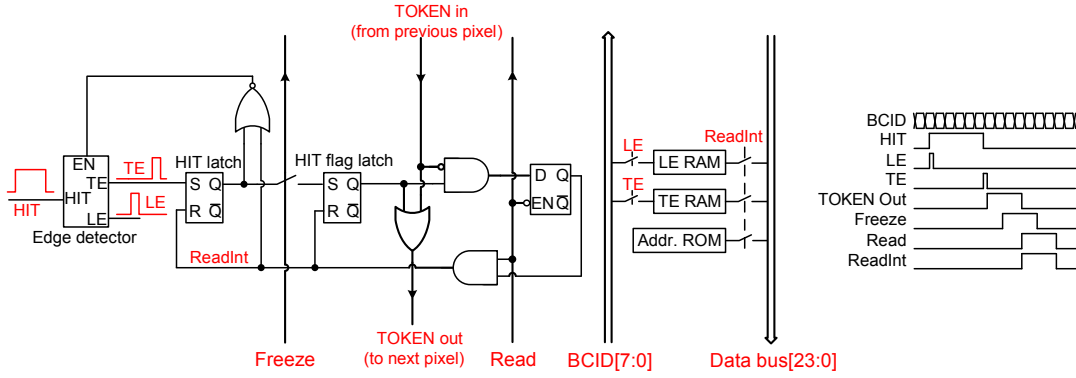 TOKEN in
(from previous pixel)
EN
TE
HIT
LE
HIT
Edge detector
TE
LE
HIT latch
S Q
R Q̅
ReadInt
HIT flag latch
S Q
R Q̅
D Q
EN Q̅
TOKEN out
(to next pixel)
Freeze
Read
BCID[7:0]
Data bus[23:0]
LE
LE RAM
ReadInt
TE
TE RAM
Addr. ROM
BCID
HIT
LE
TE
TOKEN Out
Freeze
Read
ReadInt